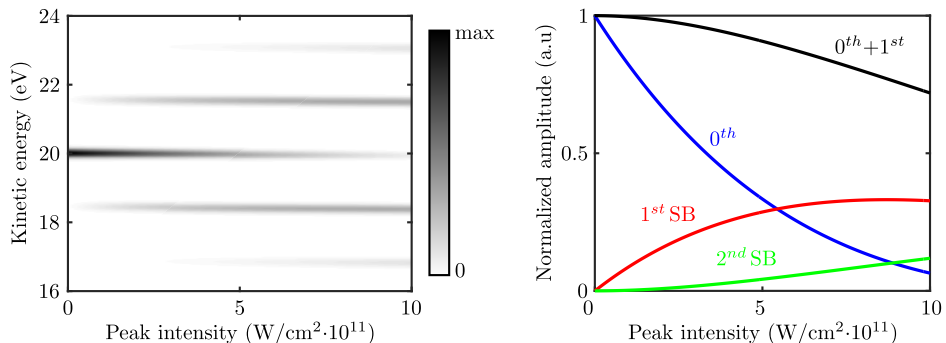 24
22
20
18
16
Kinetic energy (eV)
0
5
10
Peak intensity (W/cm²·10¹¹)
max
0
1
0.5
0
Normalized amplitude (a.u)
0ᵗʰ+1ˢᵗ
0ᵗʰ
1ˢᵗ SB
2ⁿᵈ SB
0
5
10
Peak intensity (W/cm²·10¹¹)